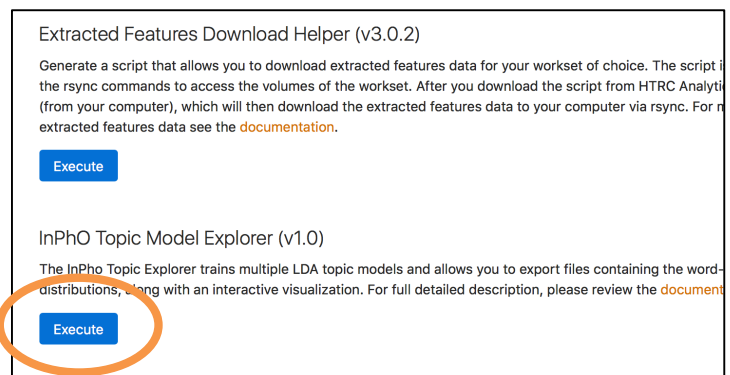 Extracted Features Download Helper (v3.0.2)
Generate a script that allows you to download extracted features data for your workset of choice. The script
the rsync commands to access the volumes of the workset. After you download the script from HTRC
(from your computer), which will then download the extracted features data to your computer via rsync. For
extracted features data see the documentation.
Execute
InPhO Topic Model Explorer (v1.0)
The InPho Topic Explorer trains multiple LDA topic models and allows you to export files containing the word-
distributions, along with an interactive visualization. For full detailed description, please review the
Execute